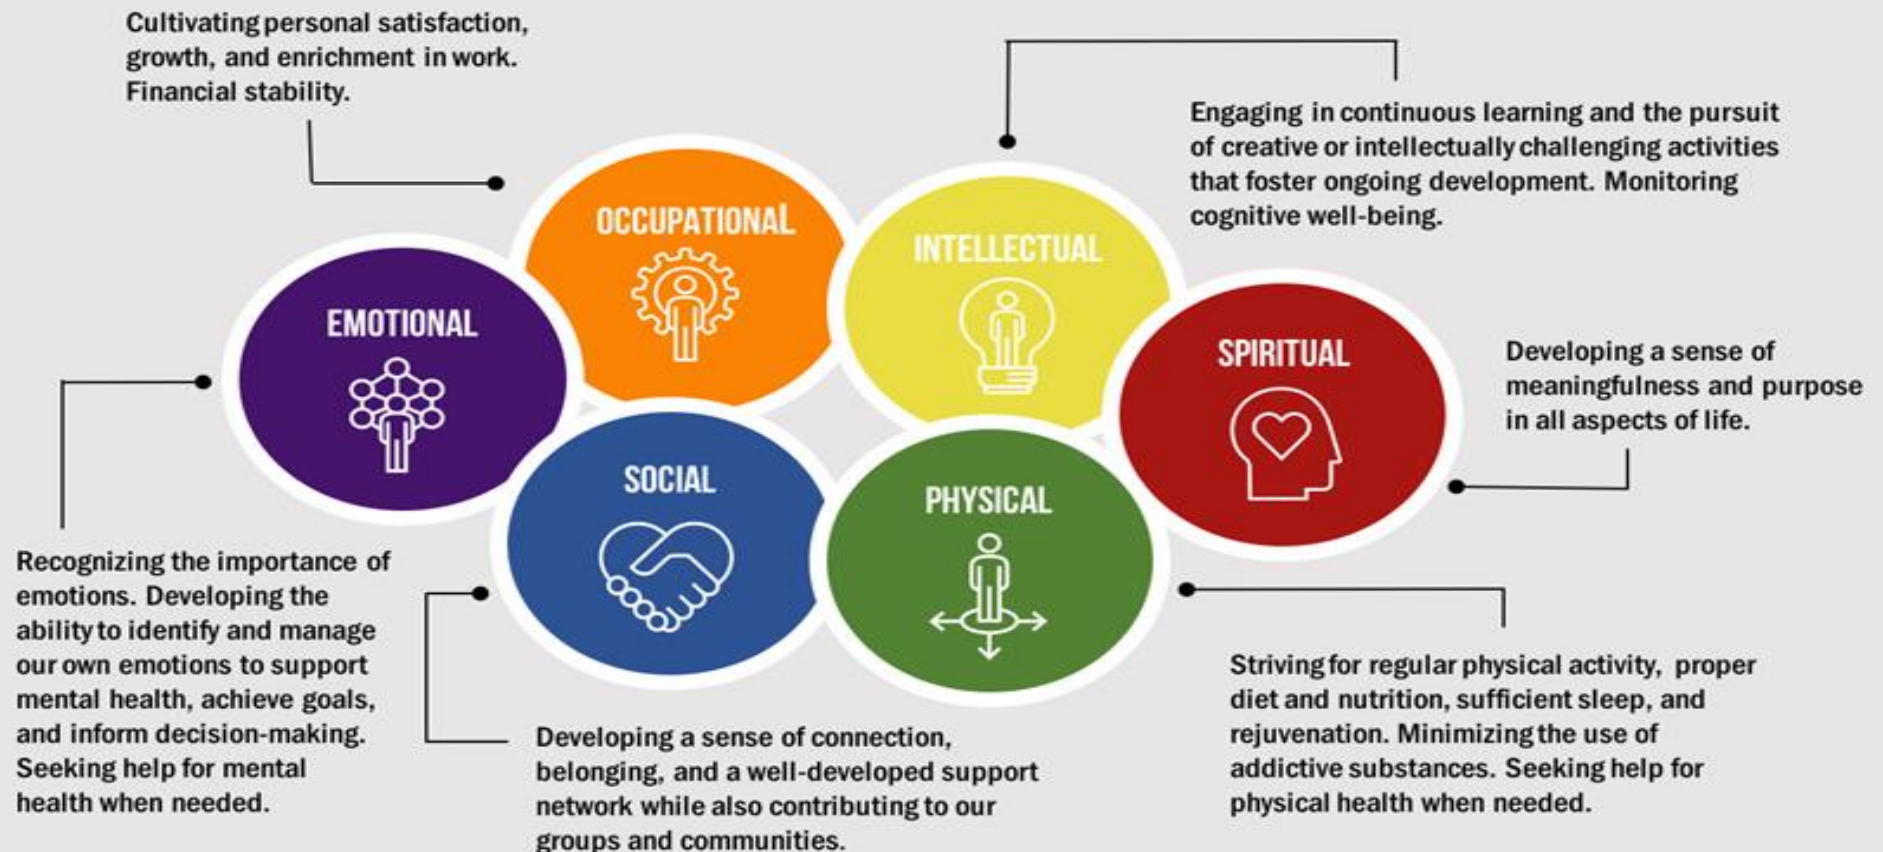 Cultivating personal satisfaction,
growth, and enrichment in work.
Financial stability.
Engaging in continuous learning and the pursuit
of creative or intellectually challenging activities
that foster ongoing development. Monitoring
cognitive well-being.
OCCUPATIONAL
INTELLECTUAL
EMOTIONAL
SPIRITUAL
Developing a sense of
meaningfulness and purpose
in all aspects of life.
SOCIAL
PHYSICAL
Recognizing the importance of
emotions. Developing the
ability to identify and manage
our own emotions to support
mental health, achieve goals,
and inform decision-making.
Seeking help for mental
health when needed.
Developing a sense of connection,
belonging, and a well-developed support
network while also contributing to our
groups and communities.
Striving for regular physical activity, proper
diet and nutrition, sufficient sleep, and
rejuvenation. Minimizing the use of
addictive substances. Seeking help for
physical health when needed.